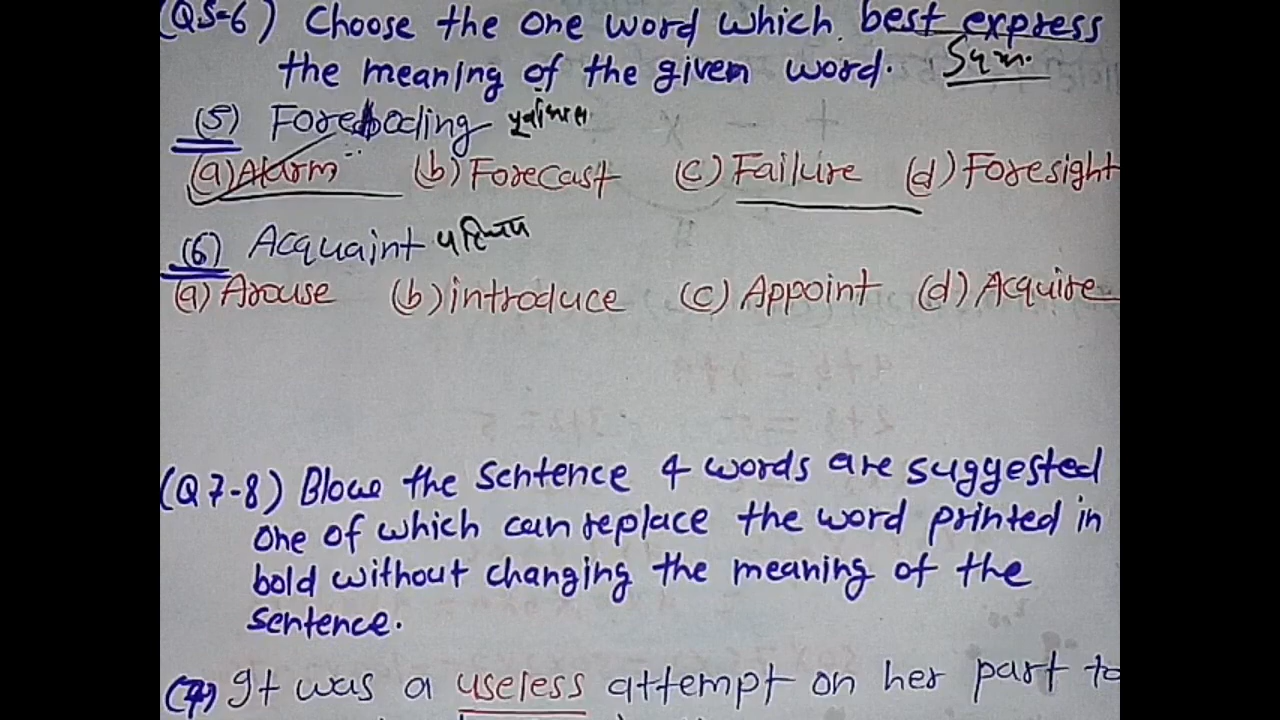 (Q5-6) Choose the one word which best express
the meaning of the given word. Sym.
(5) Foreboding
(a) Alarm (b) Forecast (c) Failure (d) Foresight
(6) Acquaint
(a) Arouse (b) introduce (c) Appoint (d) Acquire
(Q7-8) Blowe the sentence 4 words are suggested
one of which can replace the word printed in
bold without changing the meaning of the
sentence.
(7) It was a useless attempt on her part to